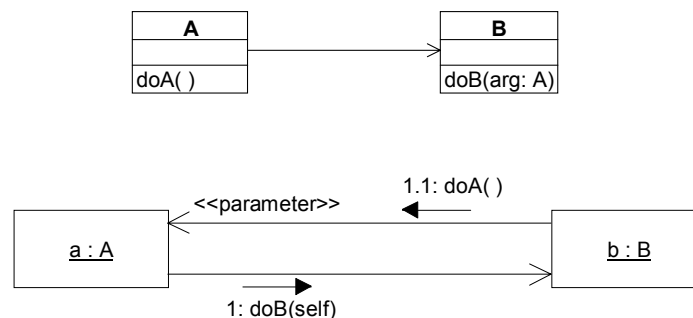 A
B
doA( )
doB(arg: A)
1.1: doA( )
<<parameter>>
a : A
b : B
1: doB(self)